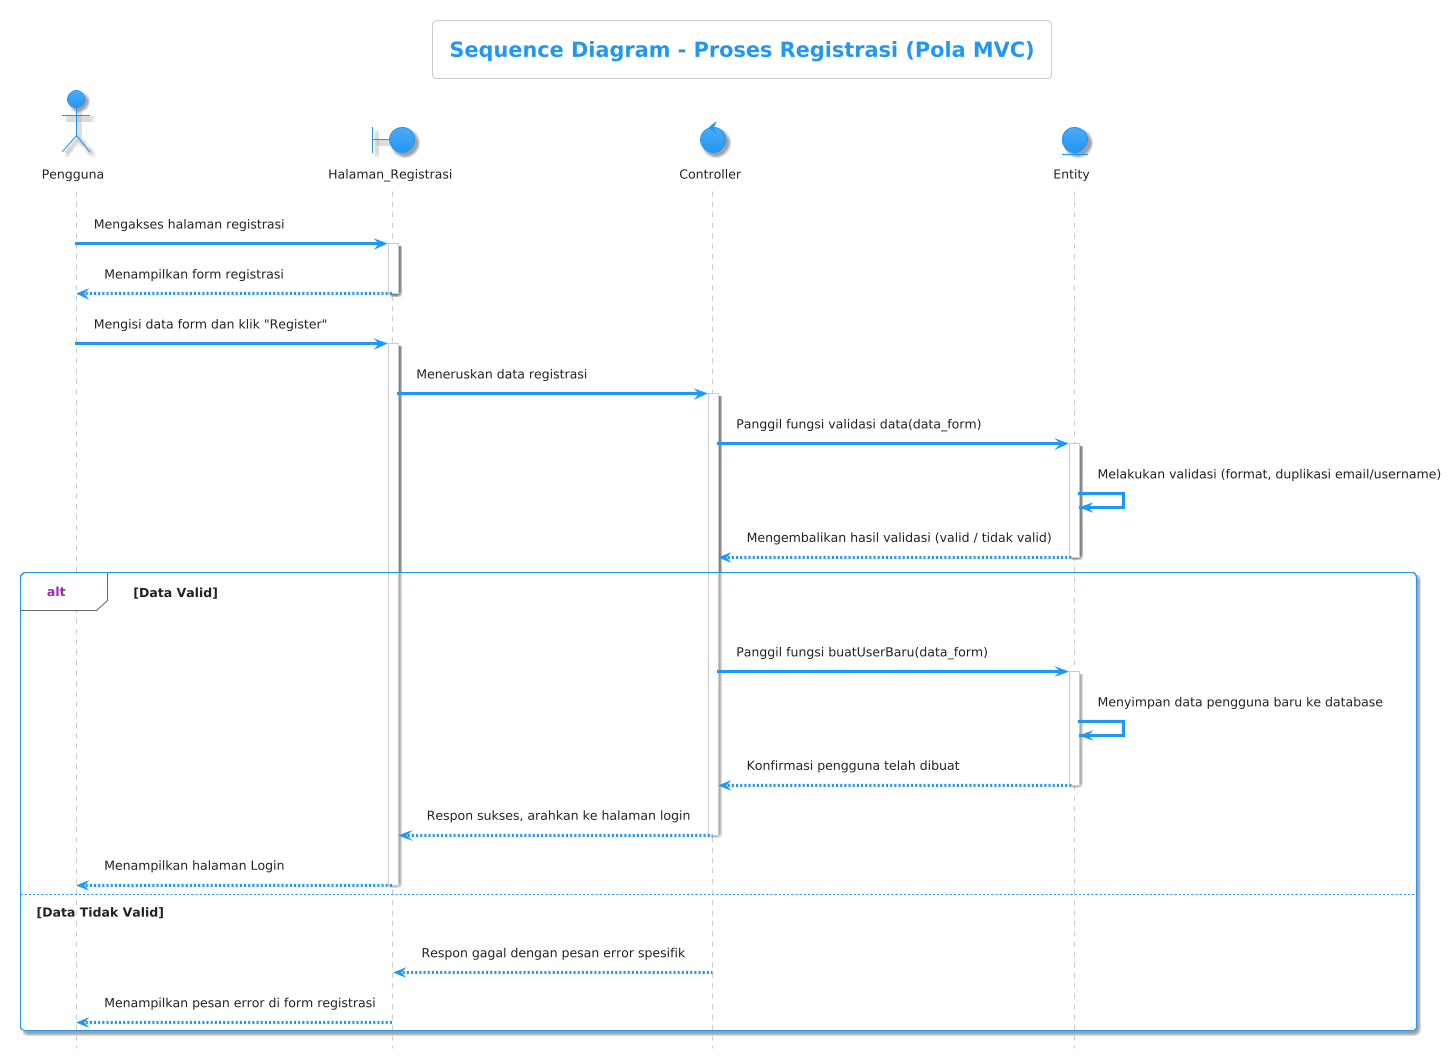 Sequence Diagram - Proses Registrasi (Pola MVC)
Pengguna
Halaman_Registrasi
Controller
Entity
Mengakses halaman registrasi
Menampilkan form registrasi
Mengisi data form dan klik "Register"
Meneruskan data registrasi
Panggil fungsi validasi data(data_form)
Melakukan validasi (format, duplikasi email/username)
Mengembalikan hasil validasi (valid / tidak valid)
alt
[Data Valid]
Panggil fungsi buatUserBaru(data_form)
Menyimpan data pengguna baru ke database
Konfirmasi pengguna telah dibuat
Respon sukses, arahkan ke halaman login
Menampilkan halaman Login
[Data Tidak Valid]
Respon gagal dengan pesan error spesifik
Menampilkan pesan error di form registrasi